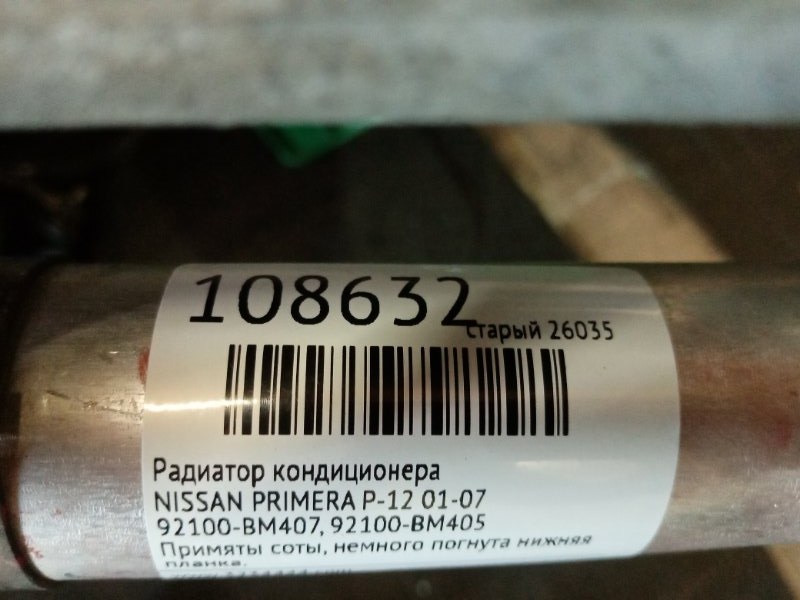 108632
старый 26035
Радиатор кондиционера
NISSAN PRIMERA P-12 01-07
92100-BM407, 92100-BM405
Примяты соты, немного погнута нижняя
планка.